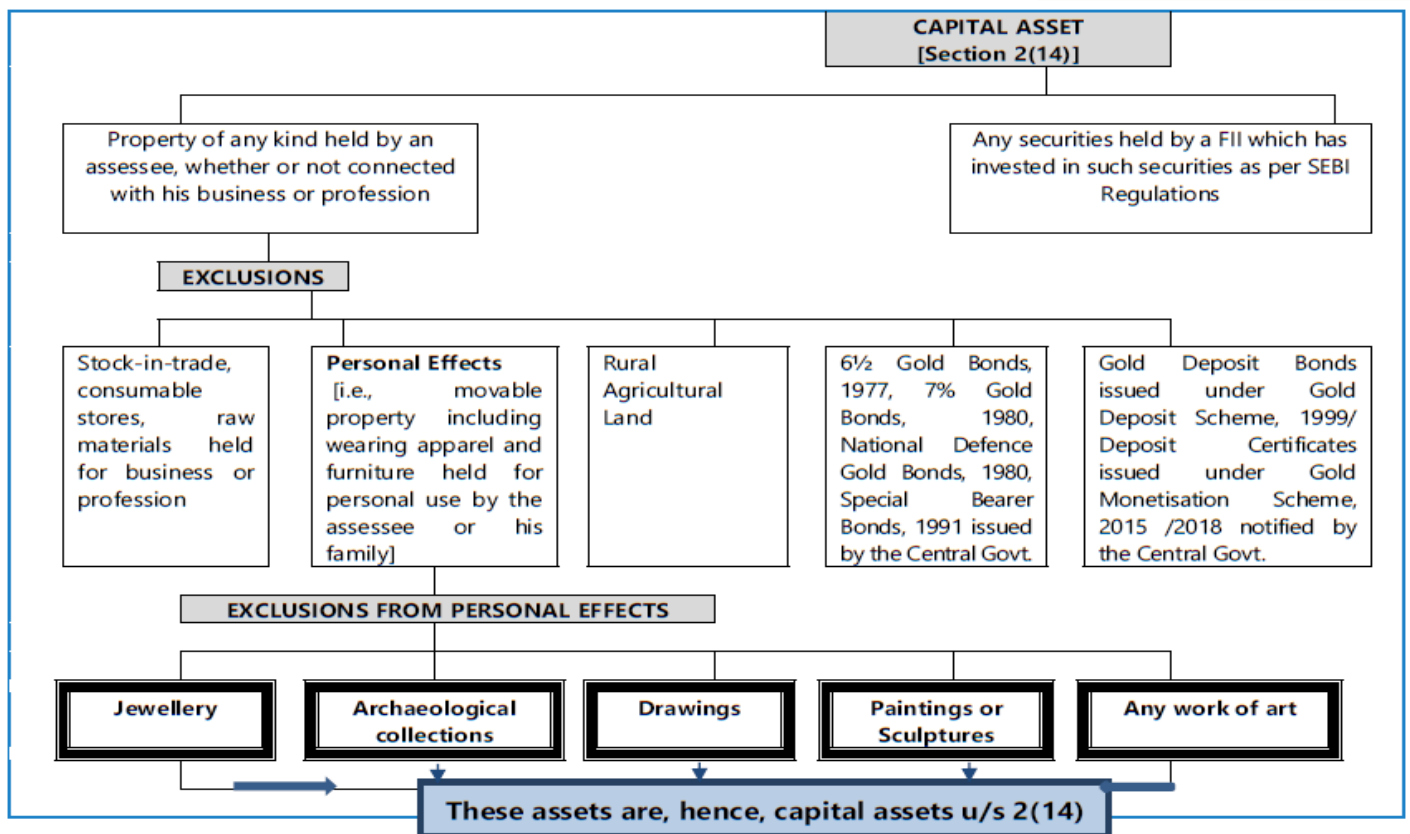 CAPITAL ASSET
[Section 2(14)]
Property of any kind held by an
assessee, whether or not connected
with his business or profession
Any securities held by a FII which has
invested in such securities as per SEBI
Regulations
EXCLUSIONS
Stock-in-trade,
consumable
stores, raw
materials held
for business or
profession
Personal Effects
[i.e., movable
property including
wearing apparel and
furniture held for
personal use by the
assessee or his
family]
Rural
Agricultural
Land
6½ Gold Bonds,
1977, 7% Gold
Bonds, 1980,
National Defence
Gold Bonds, 1980,
Special Bearer
Bonds, 1991 issued
by the Central Govt.
Gold Deposit Bonds
issued under Gold
Deposit Scheme, 1999/
Deposit Certificates
issued under Gold
Monetisation Scheme,
2015 /2018 notified by
the Central Govt.
EXCLUSIONS FROM PERSONAL EFFECTS
Jewellery
Archaeological
collections
Drawings
Paintings or
Sculptures
Any work of art
These assets are, hence, capital assets u/s 2(14)